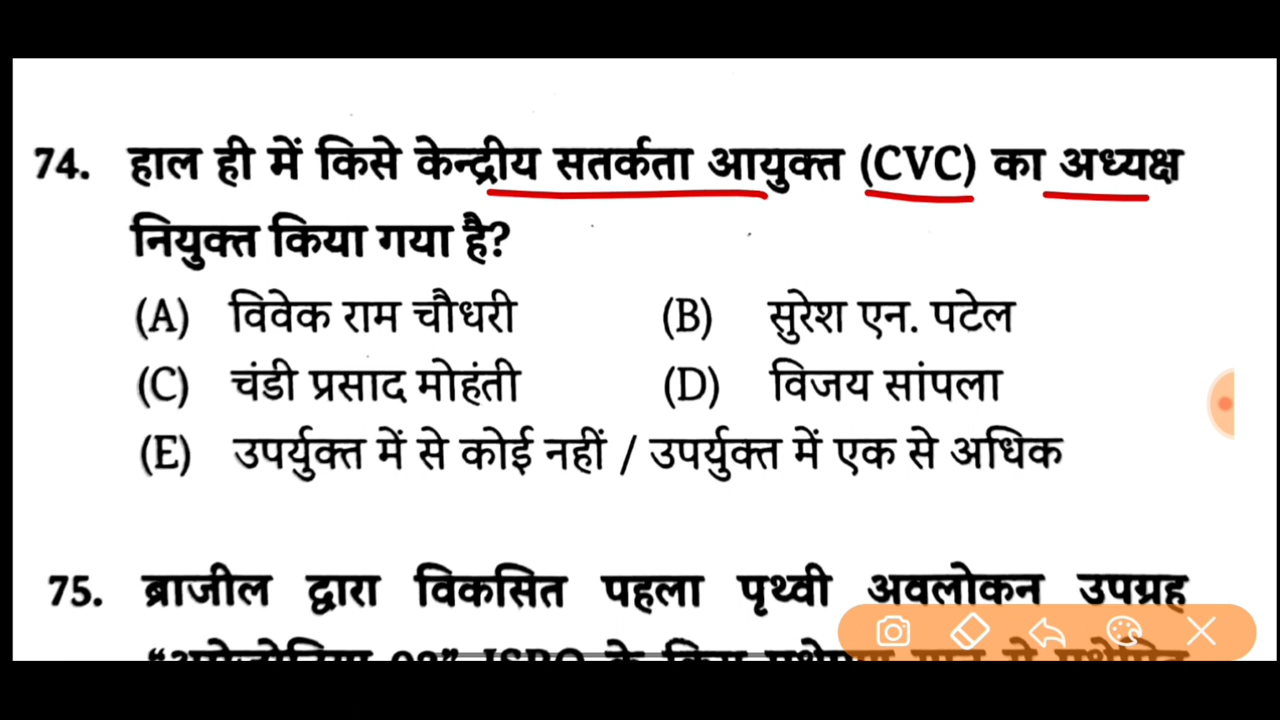 74. हाल ही में किसे केन्द्रीय सतर्कता आयुक्त (CVC) का अध्यक्ष
नियुक्त किया गया है?
(A) विवेक राम चौधरी (B) सुरेश एन. पटेल
(C) चंडी प्रसाद मोहंती (D) विजय सांपला
(E) उपर्युक्त में से कोई नहीं / उपर्युक्त में एक से अधिक
75. ब्राजील द्वारा विकसित पहला पृथ्वी अवलोकन उपग्रह